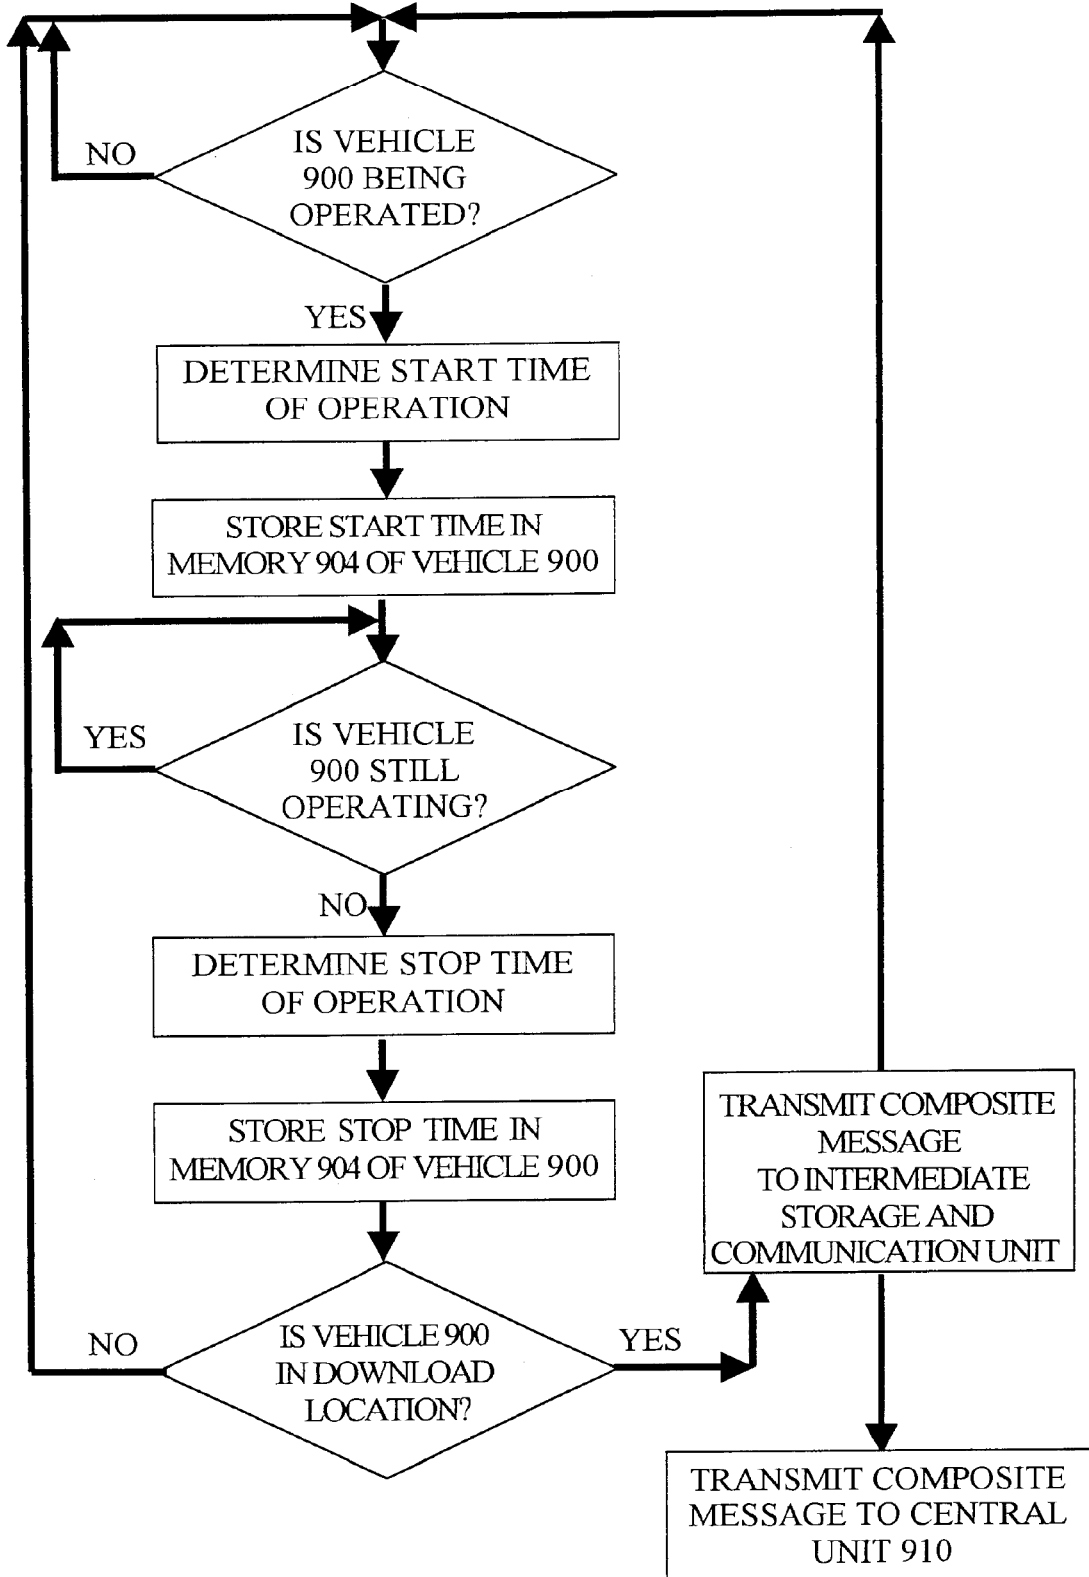 NO
IS VEHICLE
900 BEING
OPERATED?
YES
DETERMINE START TIME
OF OPERATION
STORE START TIME IN
MEMORY 904 OF VEHICLE 900
YES
IS VEHICLE
900 STILL
OPERATING?
NO
DETERMINE STOP TIME
OF OPERATION
STORE STOP TIME IN
MEMORY 904 OF VEHICLE 900
NO
IS VEHICLE 900
IN DOWNLOAD
LOCATION?
YES
TRANSMIT COMPOSITE
MESSAGE
TO INTERMEDIATE
STORAGE AND
COMMUNICATION UNIT
TRANSMIT COMPOSITE
MESSAGE TO CENTRAL
UNIT 910